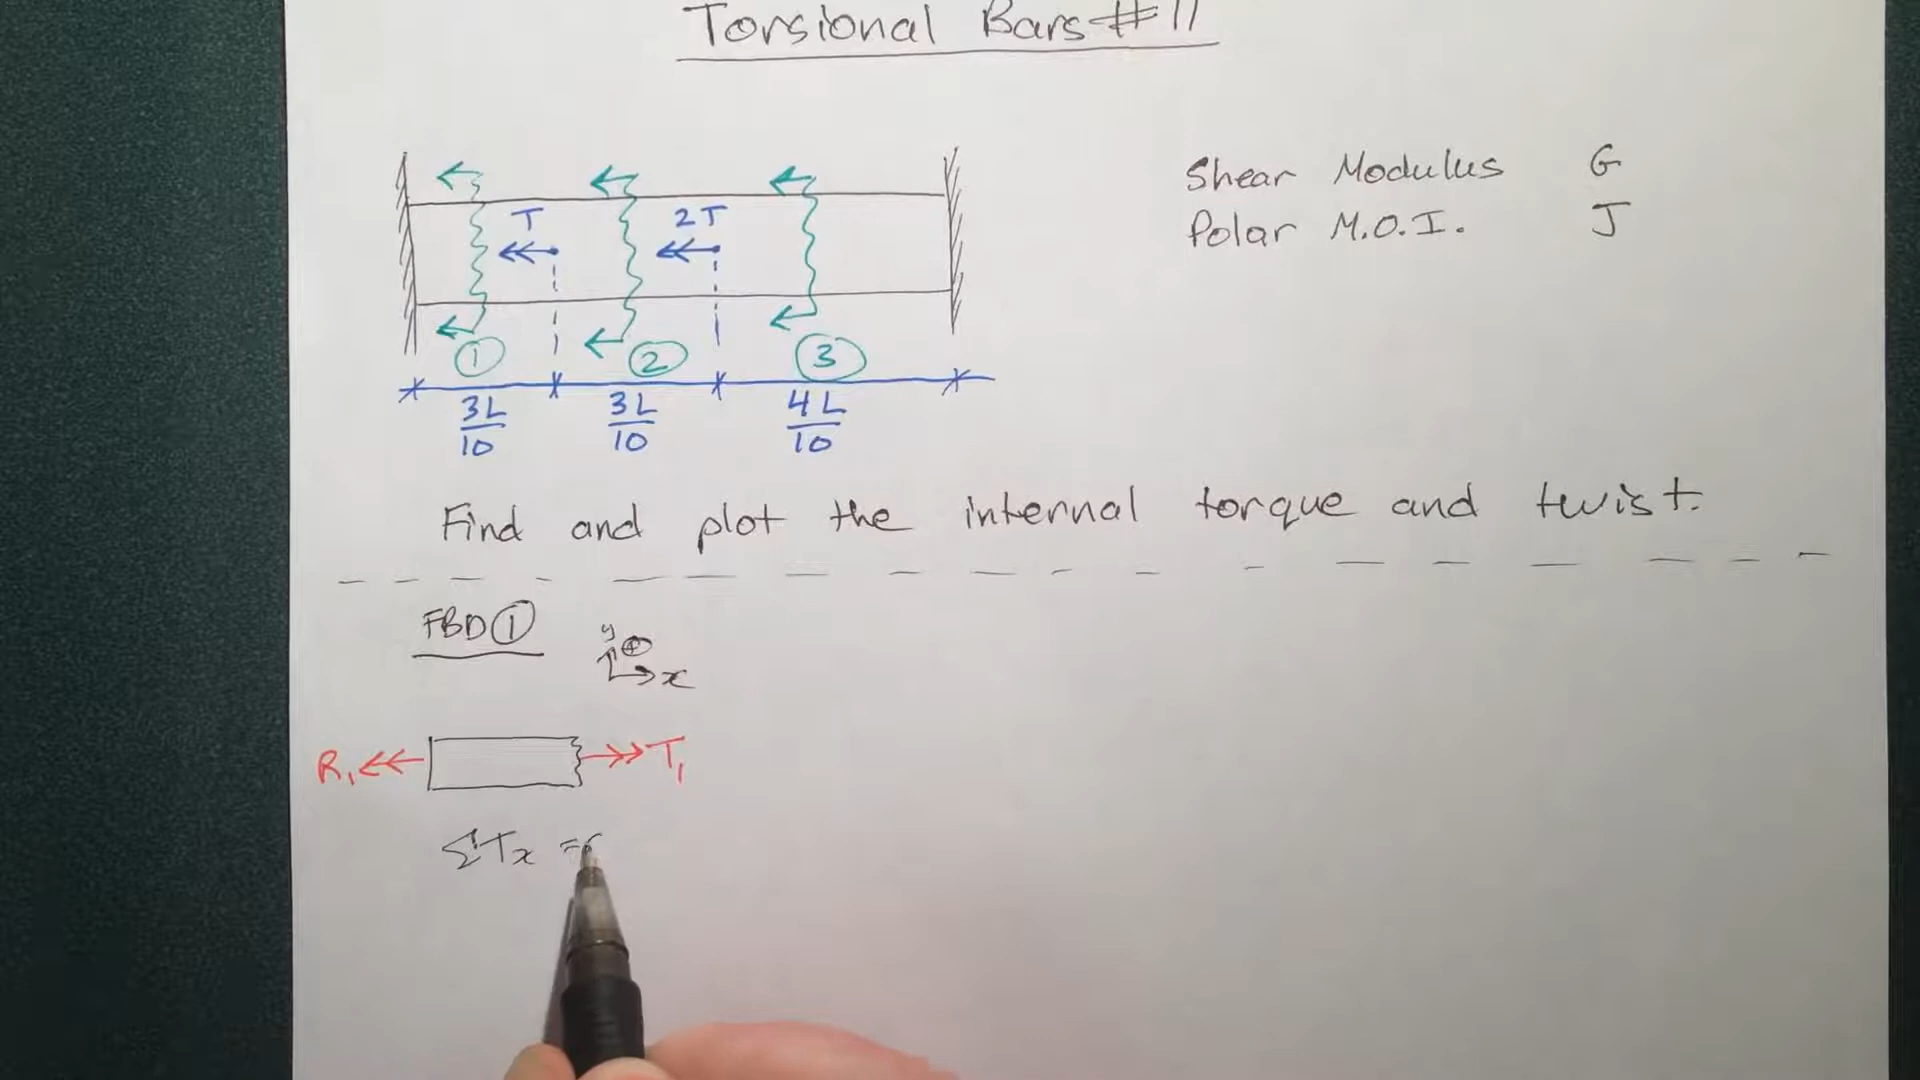 Torsional Bars #11
Shear Modulus G
Polar M.O.I. J
T 2T
① ② ③
3L/10 3L/10 4L/10
Find and plot the internal torque and twist.
FBD ①
y
+
x
R₁ T₁
ΣTx =